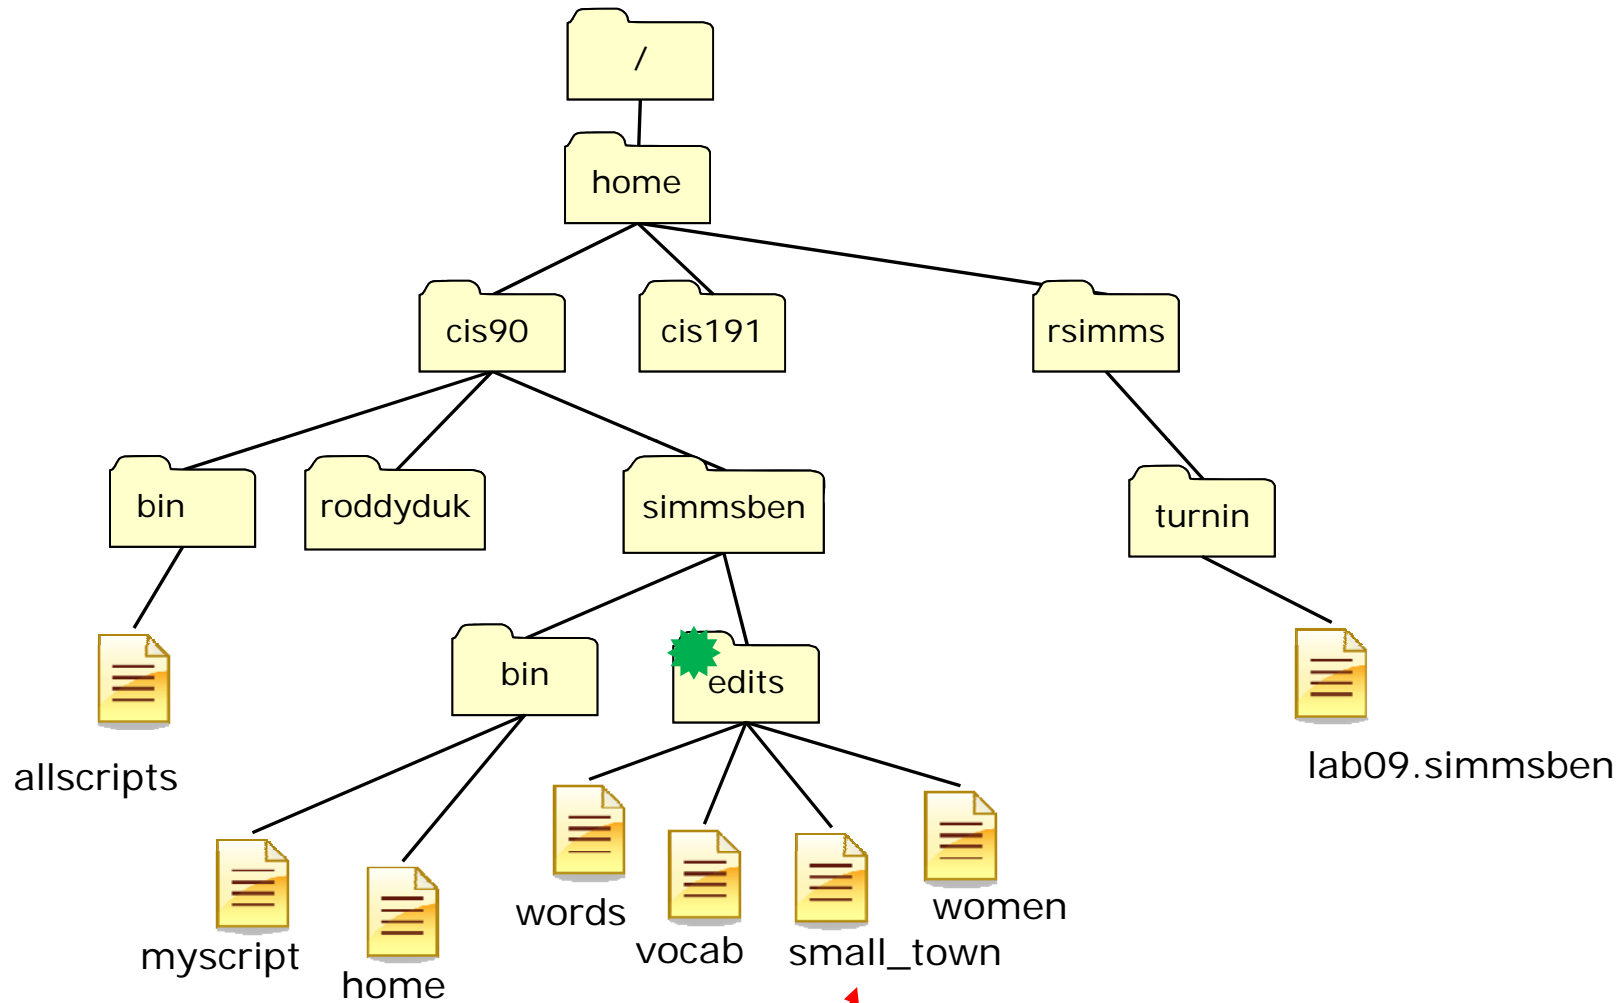 /
home
cis90
cis191
rsimms
bin
roddyduk
simmsben
turnin
bin
edits
allscripts
lab09.simmsben
words
women
vocab
small_town
myscript
home